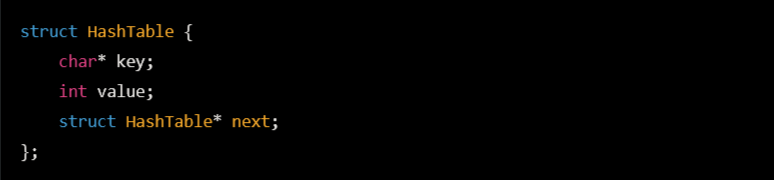 struct HashTable {
    char* key;
    int value;
    struct HashTable* next;
};